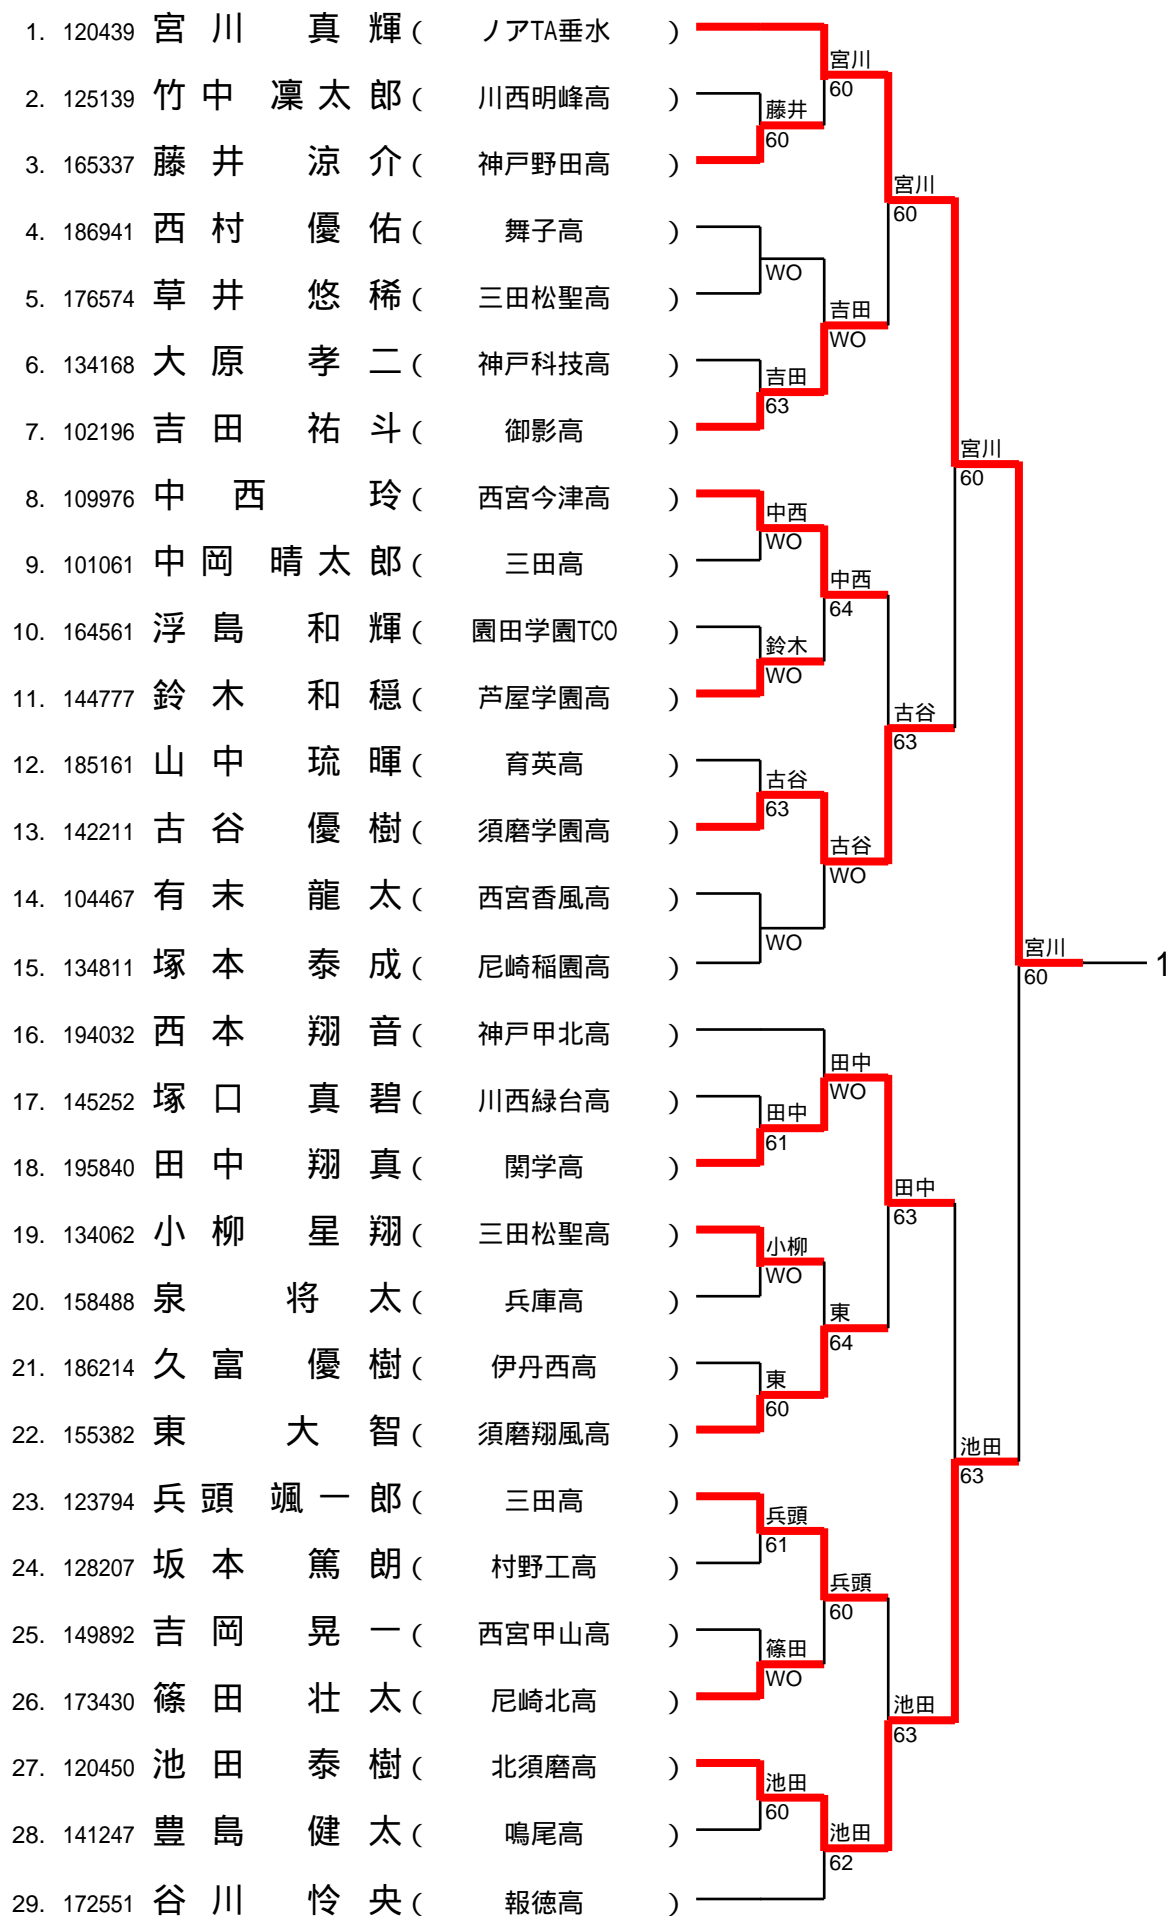 1. 120439 宮川 真輝 ( ノアTA垂水 )
宮川
60
2. 125139 竹中 凜太郎 ( 川西明峰高 )
藤井
60
3. 165337 藤井 涼介 ( 神戸野田高 )
宮川
60
4. 186941 西村 優佑 ( 舞子高 )
WO
5. 176574 草井 悠稀 ( 三田松聖高 )
吉田
WO
6. 134168 大原 孝二 ( 神戸科技高 )
吉田
63
7. 102196 吉田 祐斗 ( 御影高 )
宮川
60
8. 109976 中西 玲 ( 西宮今津高 )
中西
WO
9. 101061 中岡 晴太郎 ( 三田高 )
中西
64
10. 164561 浮島 和輝 ( 園田学園TCO )
鈴木
WO
11. 144777 鈴木 和穏 ( 芦屋学園高 )
古谷
63
12. 185161 山中 琉暉 ( 育英高 )
古谷
63
13. 142211 古谷 優樹 ( 須磨学園高 )
古谷
WO
14. 104467 有末 龍太 ( 西宮香風高 )
WO
15. 134811 塚本 泰成 ( 尼崎稲園高 )
宮川
60
1
16. 194032 西本 翔音 ( 神戸甲北高 )
田中
WO
17. 145252 塚口 真碧 ( 川西緑台高 )
田中
61
18. 195840 田中 翔真 ( 関学高 )
田中
63
19. 134062 小柳 星翔 ( 三田松聖高 )
小柳
WO
20. 158488 泉 将太 ( 兵庫高 )
東
64
21. 186214 久富 優樹 ( 伊丹西高 )
東
60
22. 155382 東 大智 ( 須磨翔風高 )
池田
63
23. 123794 兵頭 颯一郎 ( 三田高 )
兵頭
61
24. 128207 坂本 篤朗 ( 村野工高 )
兵頭
60
25. 149892 吉岡 晃一 ( 西宮甲山高 )
篠田
WO
26. 173430 篠田 壮太 ( 尼崎北高 )
池田
63
27. 120450 池田 泰樹 ( 北須磨高 )
池田
60
28. 141247 豊島 健太 ( 鳴尾高 )
池田
62
29. 172551 谷川 怜央 ( 報徳高 )